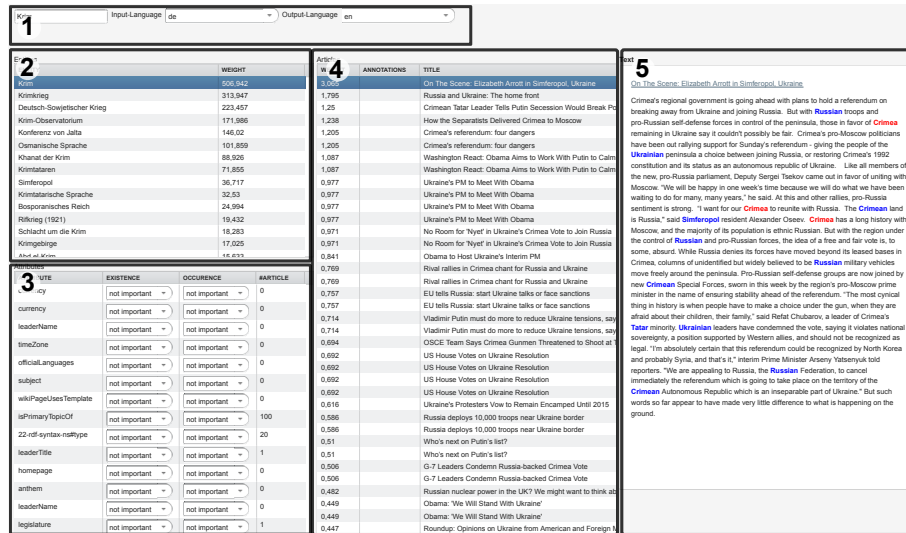 Krim Input-Language de Output-Language en
1
2
WEIGHT
Krim 506,942
Krimkrieg 313,947
Deutsch-Sowjetischer Krieg 223,457
Krim-Observatorium 171,986
Konferenz von Jalta 146,02
Osmanische Sprache 101,859
Khanat der Krim 88,926
Krimtataren 71,855
Simferopol 36,717
Krimtatarische Sprache 32,53
Bosporanisches Reich 24,994
Rifkrieg (1921) 19,432
Schlacht um die Krim 18,283
Krimgebirge 17,025
Abd el-Krim 15,633
Attributes
3
EXISTENCE OCCURENCE #ARTICLE
not important not important 0
currency not important not important 0
leaderName not important not important 0
timeZone not important not important 0
officialLanguages not important not important 0
subject not important not important 0
wikiPageUsesTemplate not important not important 0
isPrimaryTopicOf not important not important 100
22-rdf-syntax-ns#type not important not important 20
leaderTitle not important not important 1
homepage not important not important 0
anthem not important not important 0
leaderName not important not important 0
legislature not important not important 1
4
ANNOTATIONS TITLE
3,065 On The Scene: Elizabeth Arrott in Simferopol, Ukraine
1,795 Russia and Ukraine: The home front
1,25 Crimean Tatar Leader Tells Putin Secession Would Break Po
1,238 How the Separatists Delivered Crimea to Moscow
1,205 Crimea's referendum: four dangers
1,205 Crimea's referendum: four dangers
1,087 Washington React: Obama Aims to Work With Putin to Calm
1,087 Washington React: Obama Aims to Work With Putin to Calm
0,977 Ukraine's PM to Meet With Obama
0,977 Ukraine's PM to Meet With Obama
0,977 Ukraine's PM to Meet With Obama
0,971 No Room for 'Nyet' in Ukraine's Crimea Vote to Join Russia
0,971 No Room for 'Nyet' in Ukraine's Crimea Vote to Join Russia
0,841 Obama to Host Ukraine's Interim PM
0,769 Rival rallies in Crimea chant for Russia and Ukraine
0,769 Rival rallies in Crimea chant for Russia and Ukraine
0,757 EU tells Russia: start Ukraine talks or face sanctions
0,757 EU tells Russia: start Ukraine talks or face sanctions
0,714 Vladimir Putin must do more to reduce Ukraine tensions, say
0,714 Vladimir Putin must do more to reduce Ukraine tensions, say
0,694 OSCE Team Says Crimea Gunmen Threatened to Shoot at T
0,692 US House Votes on Ukraine Resolution
0,692 US House Votes on Ukraine Resolution
0,692 US House Votes on Ukraine Resolution
0,692 US House Votes on Ukraine Resolution
0,616 Ukraine's Protesters Vow to Remain Encamped Until 2015
0,586 Russia deploys 10,000 troops near Ukraine border
0,586 Russia deploys 10,000 troops near Ukraine border
0,51 Who's next on Putin's list?
0,51 Who's next on Putin's list?
0,506 G-7 Leaders Condemn Russia-backed Crimea Vote
0,506 G-7 Leaders Condemn Russia-backed Crimea Vote
0,482 Russian nuclear power in the UK? We might want to think ab
0,449 Obama: 'We Will Stand With Ukraine'
0,449 Obama: 'We Will Stand With Ukraine'
0,447 Roundup: Opinions on Ukraine from American and Foreign M
Text
5
On The Scene: Elizabeth Arrott in Simferopol, Ukraine
Crimea's regional government is going ahead with plans to hold a referendum on
breaking away from Ukraine and joining Russia. But with Russian troops and
pro-Russian self-defense forces in control of the peninsula, those in favor of Crimea
remaining in Ukraine say it couldn't possibly be fair. Crimea's pro-Moscow politicians
have been out rallying support for Sunday's referendum - giving the people of the
Ukrainian peninsula a choice between joining Russia, or restoring Crimea's 1992
constitution and its status as an autonomous republic of Ukraine. Like all members of
the new, pro-Russia parliament, Deputy Sergei Tsekov came out in favor of uniting with
Moscow. "We will be happy in one week's time because we will do what we have been
waiting to do for many, many years," he said. At this and other rallies, pro-Russia
sentiment is strong. "I want for our Crimea to reunite with Russia. The Crimean land
is Russia," said Simferopol resident Alexander Oseev. Crimea has a long history with
Moscow, and the majority of its population is ethnic Russian. But with the region under
the control of Russian and pro-Russian forces, the idea of a free and fair vote is, to
some, absurd. While Russia denies its forces have moved beyond its leased bases in
Crimea, columns of unidentified but widely believed to be Russian military vehicles
move freely around the peninsula. Pro-Russian self-defense groups are now joined by
new Crimean Special Forces, sworn in this week by the region's pro-Moscow prime
minister in the name of ensuring stability ahead of the referendum. "The most cynical
thing in history is when people have to make a choice under the gun, when they are
afraid about their children, their family," said Refat Chubarov, a leader of Crimea's
Tatar minority. Ukrainian leaders have condemned the vote, saying it violates national
sovereignty, a position supported by Western allies, and should not be recognized as
legal. "I'm absolutely certain that this referendum could be recognized by North Korea
and probably Syria, and that's it," interim Prime Minister Arseny Yatsenyuk told
reporters. "We are appealing to Russia, the Russian Federation, to cancel
immediately the referendum which is going to take place on the territory of the
Crimean Autonomous Republic which is an inseparable part of Ukraine." But such
words so far appear to have made very little difference to what is happening on the
ground.